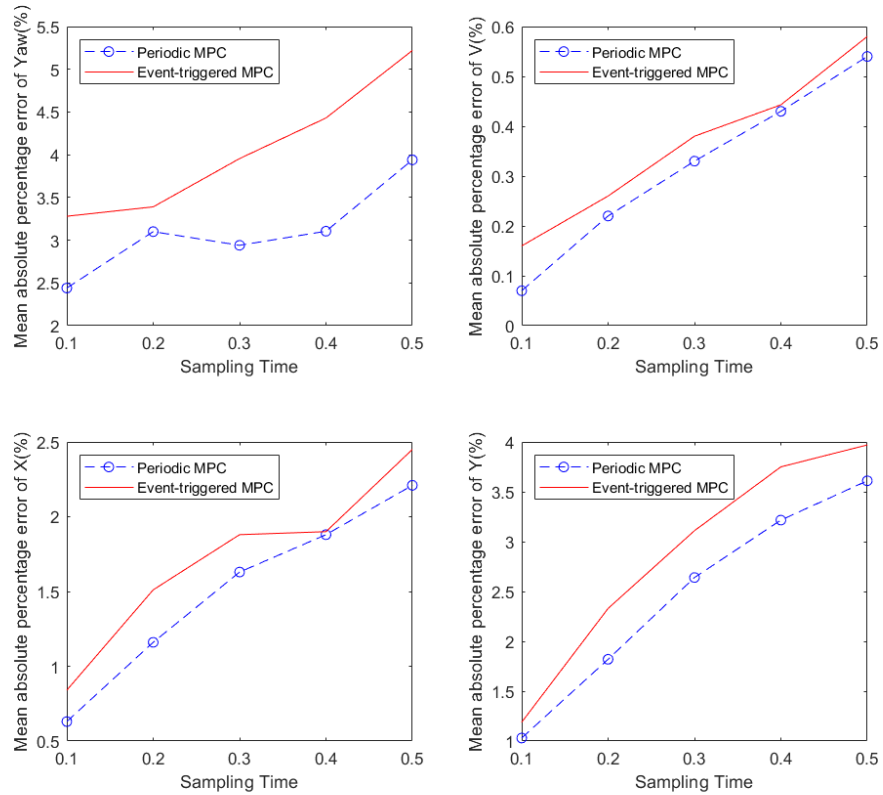 Mean absolute percentage error of Yaw(%)
5.5
5
4.5
4
3.5
3
2.5
2
Periodic MPC
Event-triggered MPC
0.1 0.2 0.3 0.4 0.5
Sampling Time
Mean absolute percentage error of V(%)
0.6
0.5
0.4
0.3
0.2
0.1
0
Periodic MPC
Event-triggered MPC
0.1 0.2 0.3 0.4 0.5
Sampling Time
Mean absolute percentage error of X(%)
2.5
2
1.5
1
0.5
Periodic MPC
Event-triggered MPC
0.1 0.2 0.3 0.4 0.5
Sampling Time
Mean absolute percentage error of Y(%)
4
3.5
3
2.5
2
1.5
1
Periodic MPC
Event-triggered MPC
0.1 0.2 0.3 0.4 0.5
Sampling Time